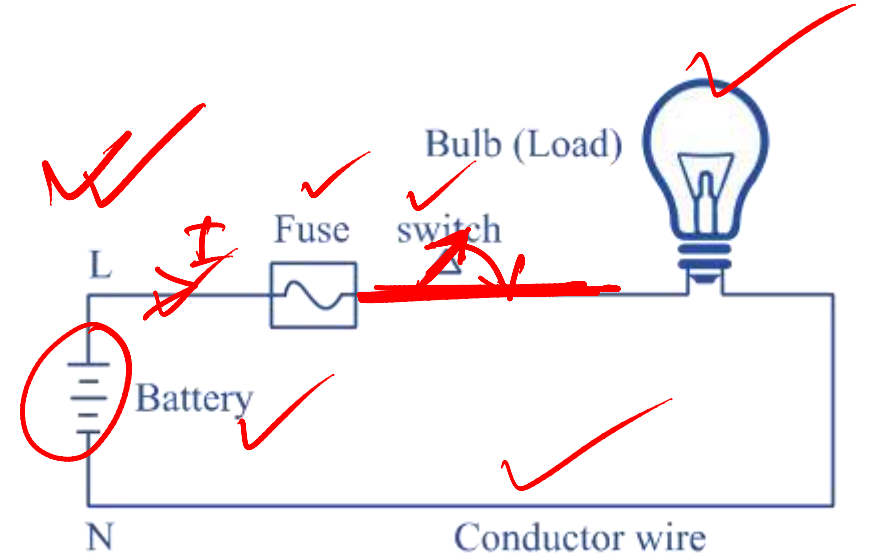 Bulb (Load)
Fuse
switch
I
L
Battery
N
Conductor wire